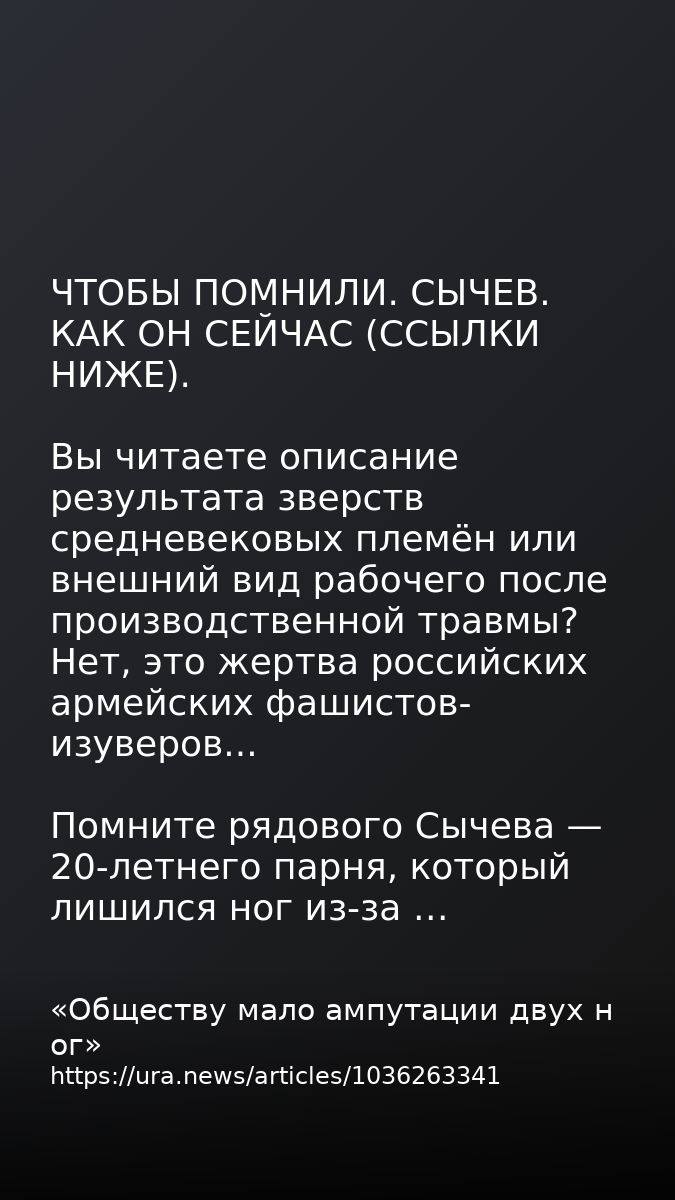 ЧТОБЫ ПОМНИЛИ. СЫЧЕВ.
КАК ОН СЕЙЧАС (ССЫЛКИ
НИЖЕ).
Вы читаете описание
результата зверств
средневековых племён или
внешний вид рабочего после
производственной травмы?
Нет, это жертва российских
армейских фашистов-
изуверов...
Помните рядового Сычева —
20-летнего парня, который
лишился ног из-за ...
«Обществу мало ампутации двух н
ог»
https://ura.news/articles/1036263341